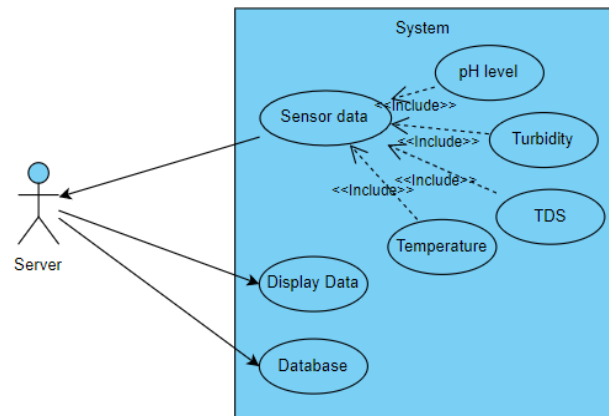 System
pH level
<<Include>>
Sensor data
Turbidity
<<Include>>
<<Include>>
<<Include>>
TDS
Temperature
Server
Display Data
Database